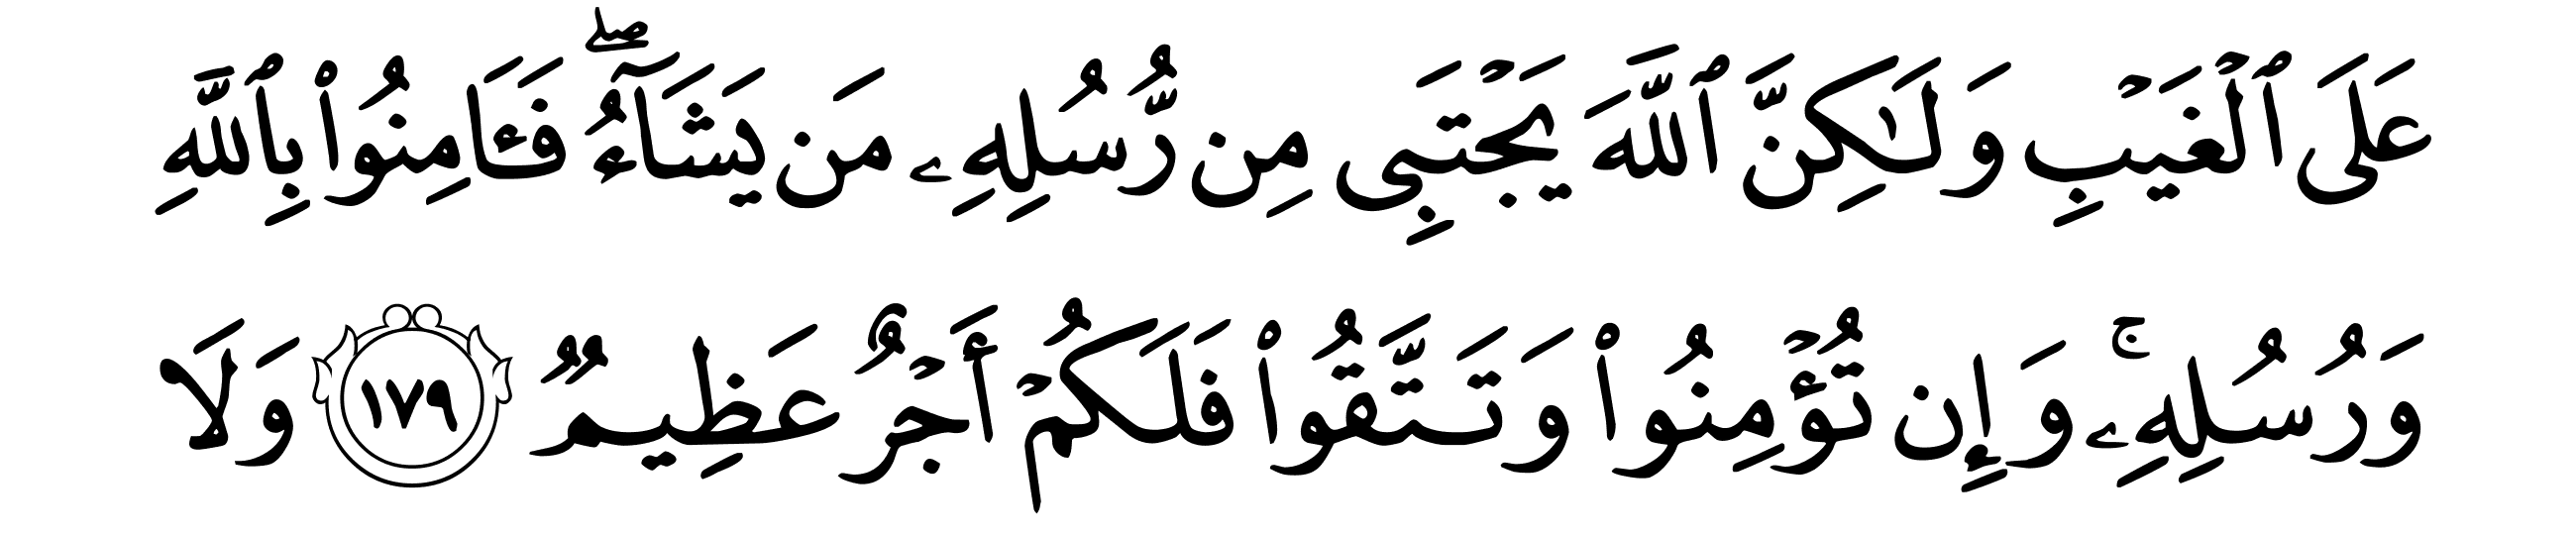 عَلَى ٱلْغَيْبِ وَلَـٰكِنَّ ٱللَّهَ يَجْتَبِى مِن رُّسُلِهِۦ مَن يَشَآءُ ۖ فَـَٔامِنُوا۟ بِٱللَّهِ
وَرُسُلِهِۦ ۚ وَإِن تُؤْمِنُوا۟ وَتَتَّقُوا۟ فَلَكُمْ أَجْرٌ عَظِيمٌ ١٧٩ وَلَا